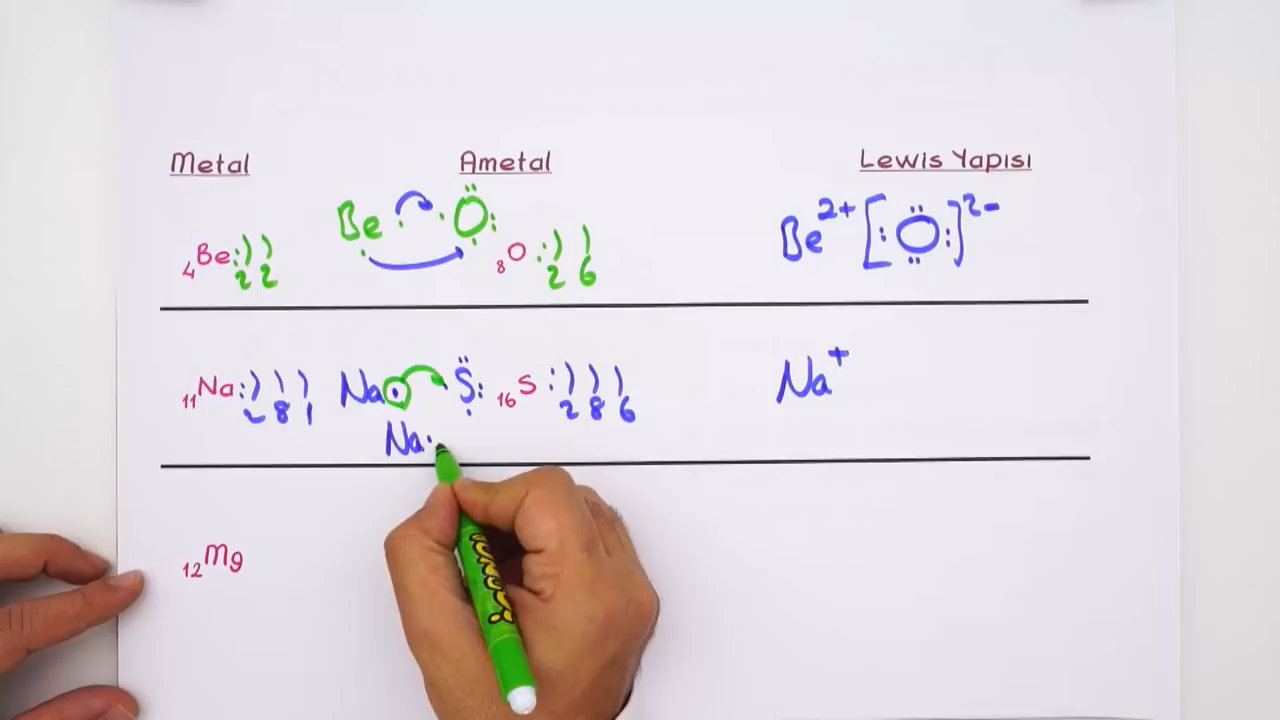 Metal Ametal Lewis Yapısı
₄Be:) ) 2 2 Be · · Ö: ₈O :) ) 2 6 Be²⁺ [:Ö:]²⁻
₁₁Na:) ) ) 2 8 1 Na · S̈: ₁₆S :) ) ) 2 8 6 Na⁺
Na·
₁₂Mg